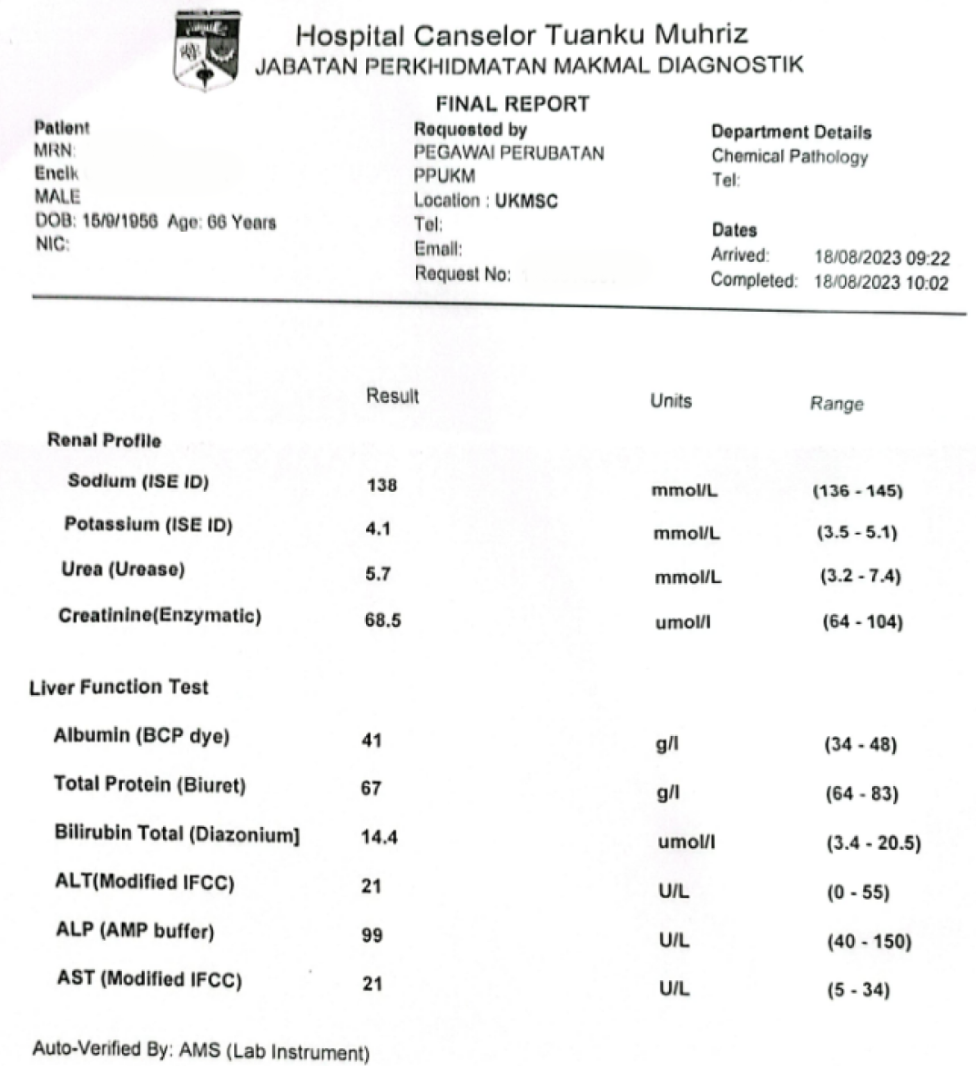 Hospital Canselor Tuanku Muhriz
JABATAN PERKHIDMATAN MAKMAL DIAGNOSTIK
FINAL REPORT
Patient
MRN:
Encik
MALE
DOB: 15/9/1956 Age: 66 Years
NIC:
Requested by
PEGAWAI PERUBATAN
PPUKM
Location : UKMSC
Tel:
Email:
Request No:
Department Details
Chemical Pathology
Tel:
Dates
Arrived: 18/08/2023 09:22
Completed: 18/08/2023 10:02
Result Units Range
Renal Profile
Sodium (ISE ID) 138 mmol/L (136 - 145)
Potassium (ISE ID) 4.1 mmol/L (3.5 - 5.1)
Urea (Urease) 5.7 mmol/L (3.2 - 7.4)
Creatinine(Enzymatic) 68.5 umol/l (64 - 104)
Liver Function Test
Albumin (BCP dye) 41 g/l (34 - 48)
Total Protein (Biuret) 67 g/l (64 - 83)
Bilirubin Total (Diazonium] 14.4 umol/l (3.4 - 20.5)
ALT(Modified IFCC) 21 U/L (0 - 55)
ALP (AMP buffer) 99 U/L (40 - 150)
AST (Modified IFCC) 21 U/L (5 - 34)
Auto-Verified By: AMS (Lab Instrument)